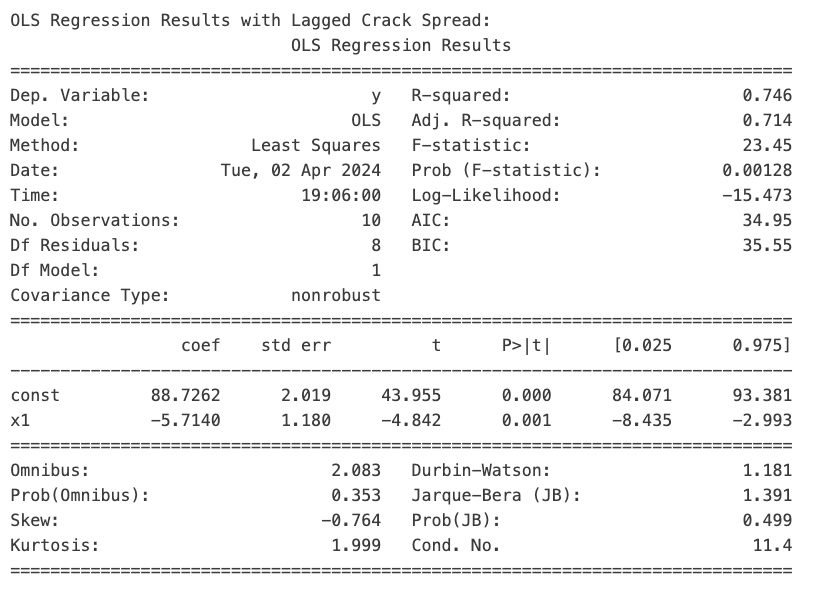 OLS Regression Results with Lagged Crack Spread:
                            OLS Regression Results
==============================================================================
Dep. Variable:                      y   R-squared:                       0.746
Model:                            OLS   Adj. R-squared:                  0.714
Method:                 Least Squares   F-statistic:                     23.45
Date:                Tue, 02 Apr 2024   Prob (F-statistic):            0.00128
Time:                        19:06:00   Log-Likelihood:                -15.473
No. Observations:                  10   AIC:                             34.95
Df Residuals:                       8   BIC:                             35.55
Df Model:                           1
Covariance Type:            nonrobust
==============================================================================
                 coef    std err          t      P>|t|      [0.025      0.975]
------------------------------------------------------------------------------
const         88.7262      2.019     43.955      0.000      84.071      93.381
x1            -5.7140      1.180     -4.842      0.001      -8.435      -2.993
==============================================================================
Omnibus:                        2.083   Durbin-Watson:                   1.181
Prob(Omnibus):                  0.353   Jarque-Bera (JB):                1.391
Skew:                          -0.764   Prob(JB):                        0.499
Kurtosis:                       1.999   Cond. No.                         11.4
==============================================================================